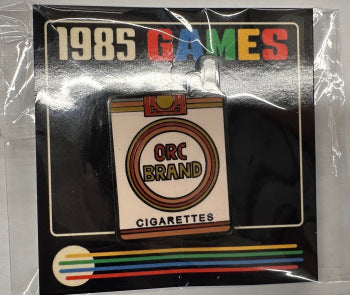 1985 GAMES
ORC
BRAND
CIGARETTES